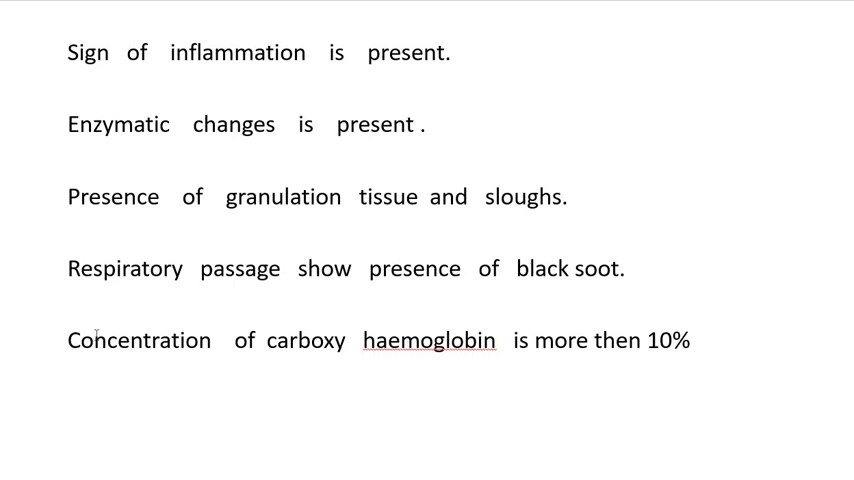 Sign of inflammation is present.
Enzymatic changes is present .
Presence of granulation tissue and sloughs.
Respiratory passage show presence of black soot.
Concentration of carboxy haemoglobin is more then 10%